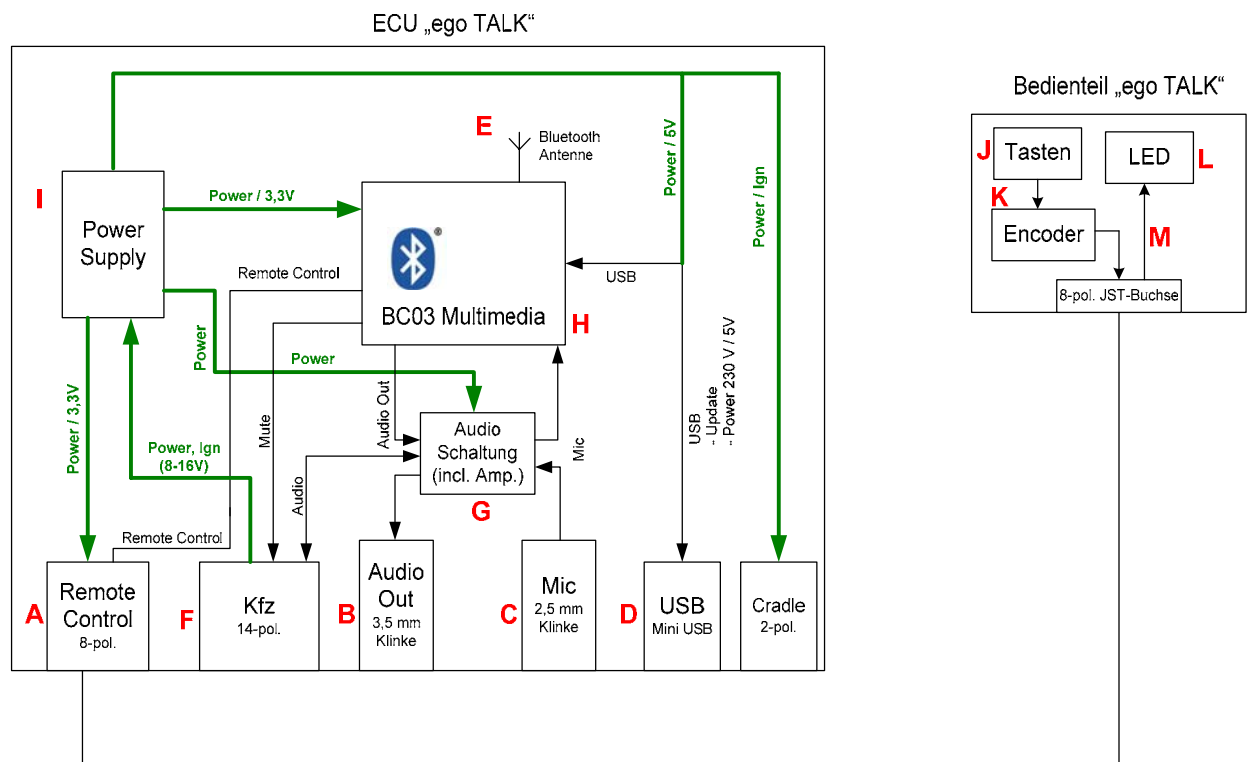 ECU „ego TALK“
Bedienteil „ego TALK“
E
Bluetooth
Antenne
J
Tasten
LED
L
K
Encoder
M
8-pol. JST-Buchse
I
Power
Supply
Power / 3,3V
Power / 5V
Power / Ign
®
BC03 Multimedia
H
Remote Control
USB
Power
Power
Power / 3,3V
Power, Ign
(8-16V)
Mute
Audio Out
Audio
Audio
Schaltung
(incl. Amp.)
G
Mic
USB
.. Update
.. Power 230 V / 5V
Remote Control
A
Remote
Control
8-pol.
F
Kfz
14-pol.
B
Audio
Out
3,5 mm
Klinke
C
Mic
2,5 mm
Klinke
D
USB
Mini USB
Cradle
2-pol.